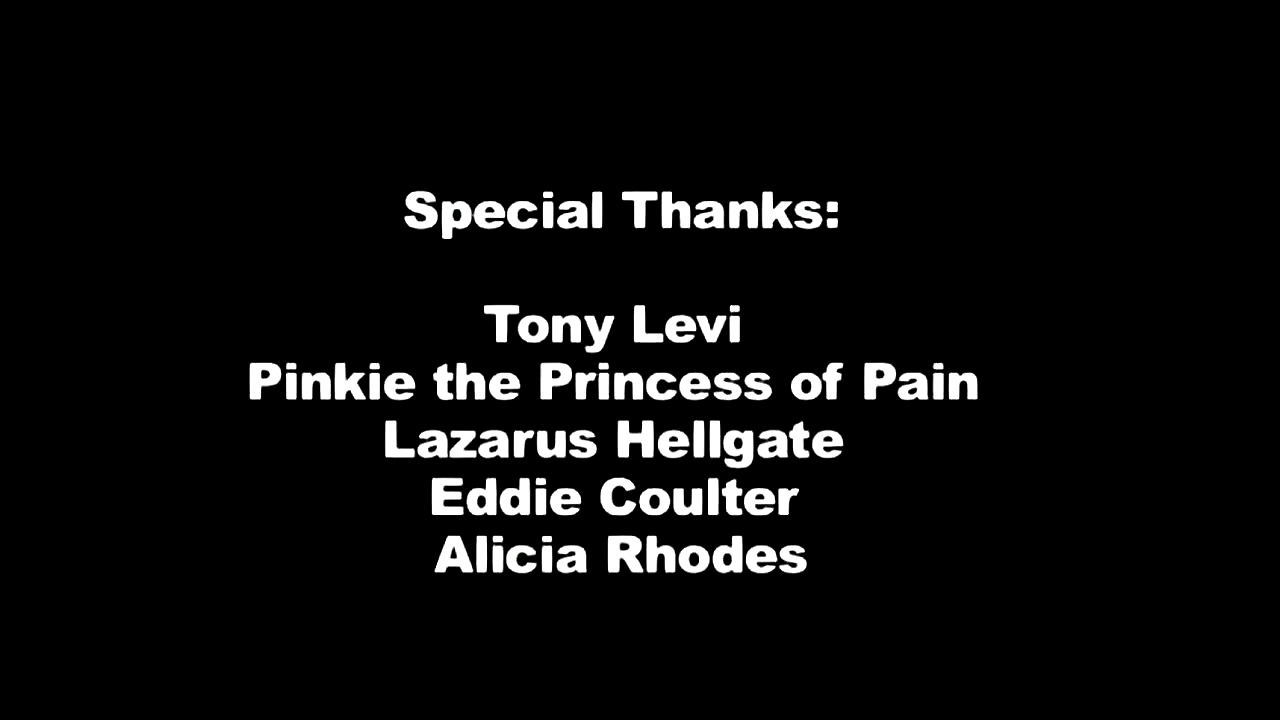 Special Thanks:
Tony Levi
Pinkie the Princess of Pain
Lazarus Hellgate
Eddie Coulter
Alicia Rhodes